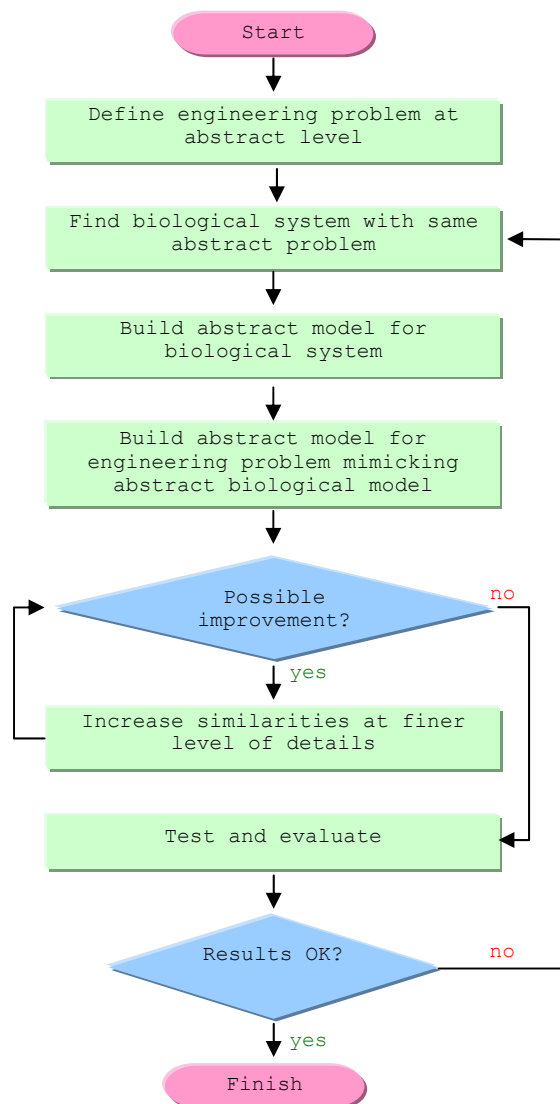 Start
Define engineering problem at
abstract level
Find biological system with same
abstract problem
Build abstract model for
biological system
Build abstract model for
engineering problem mimicking
abstract biological model
Possible
improvement?
no
yes
Increase similarities at finer
level of details
Test and evaluate
Results OK?
no
yes
Finish